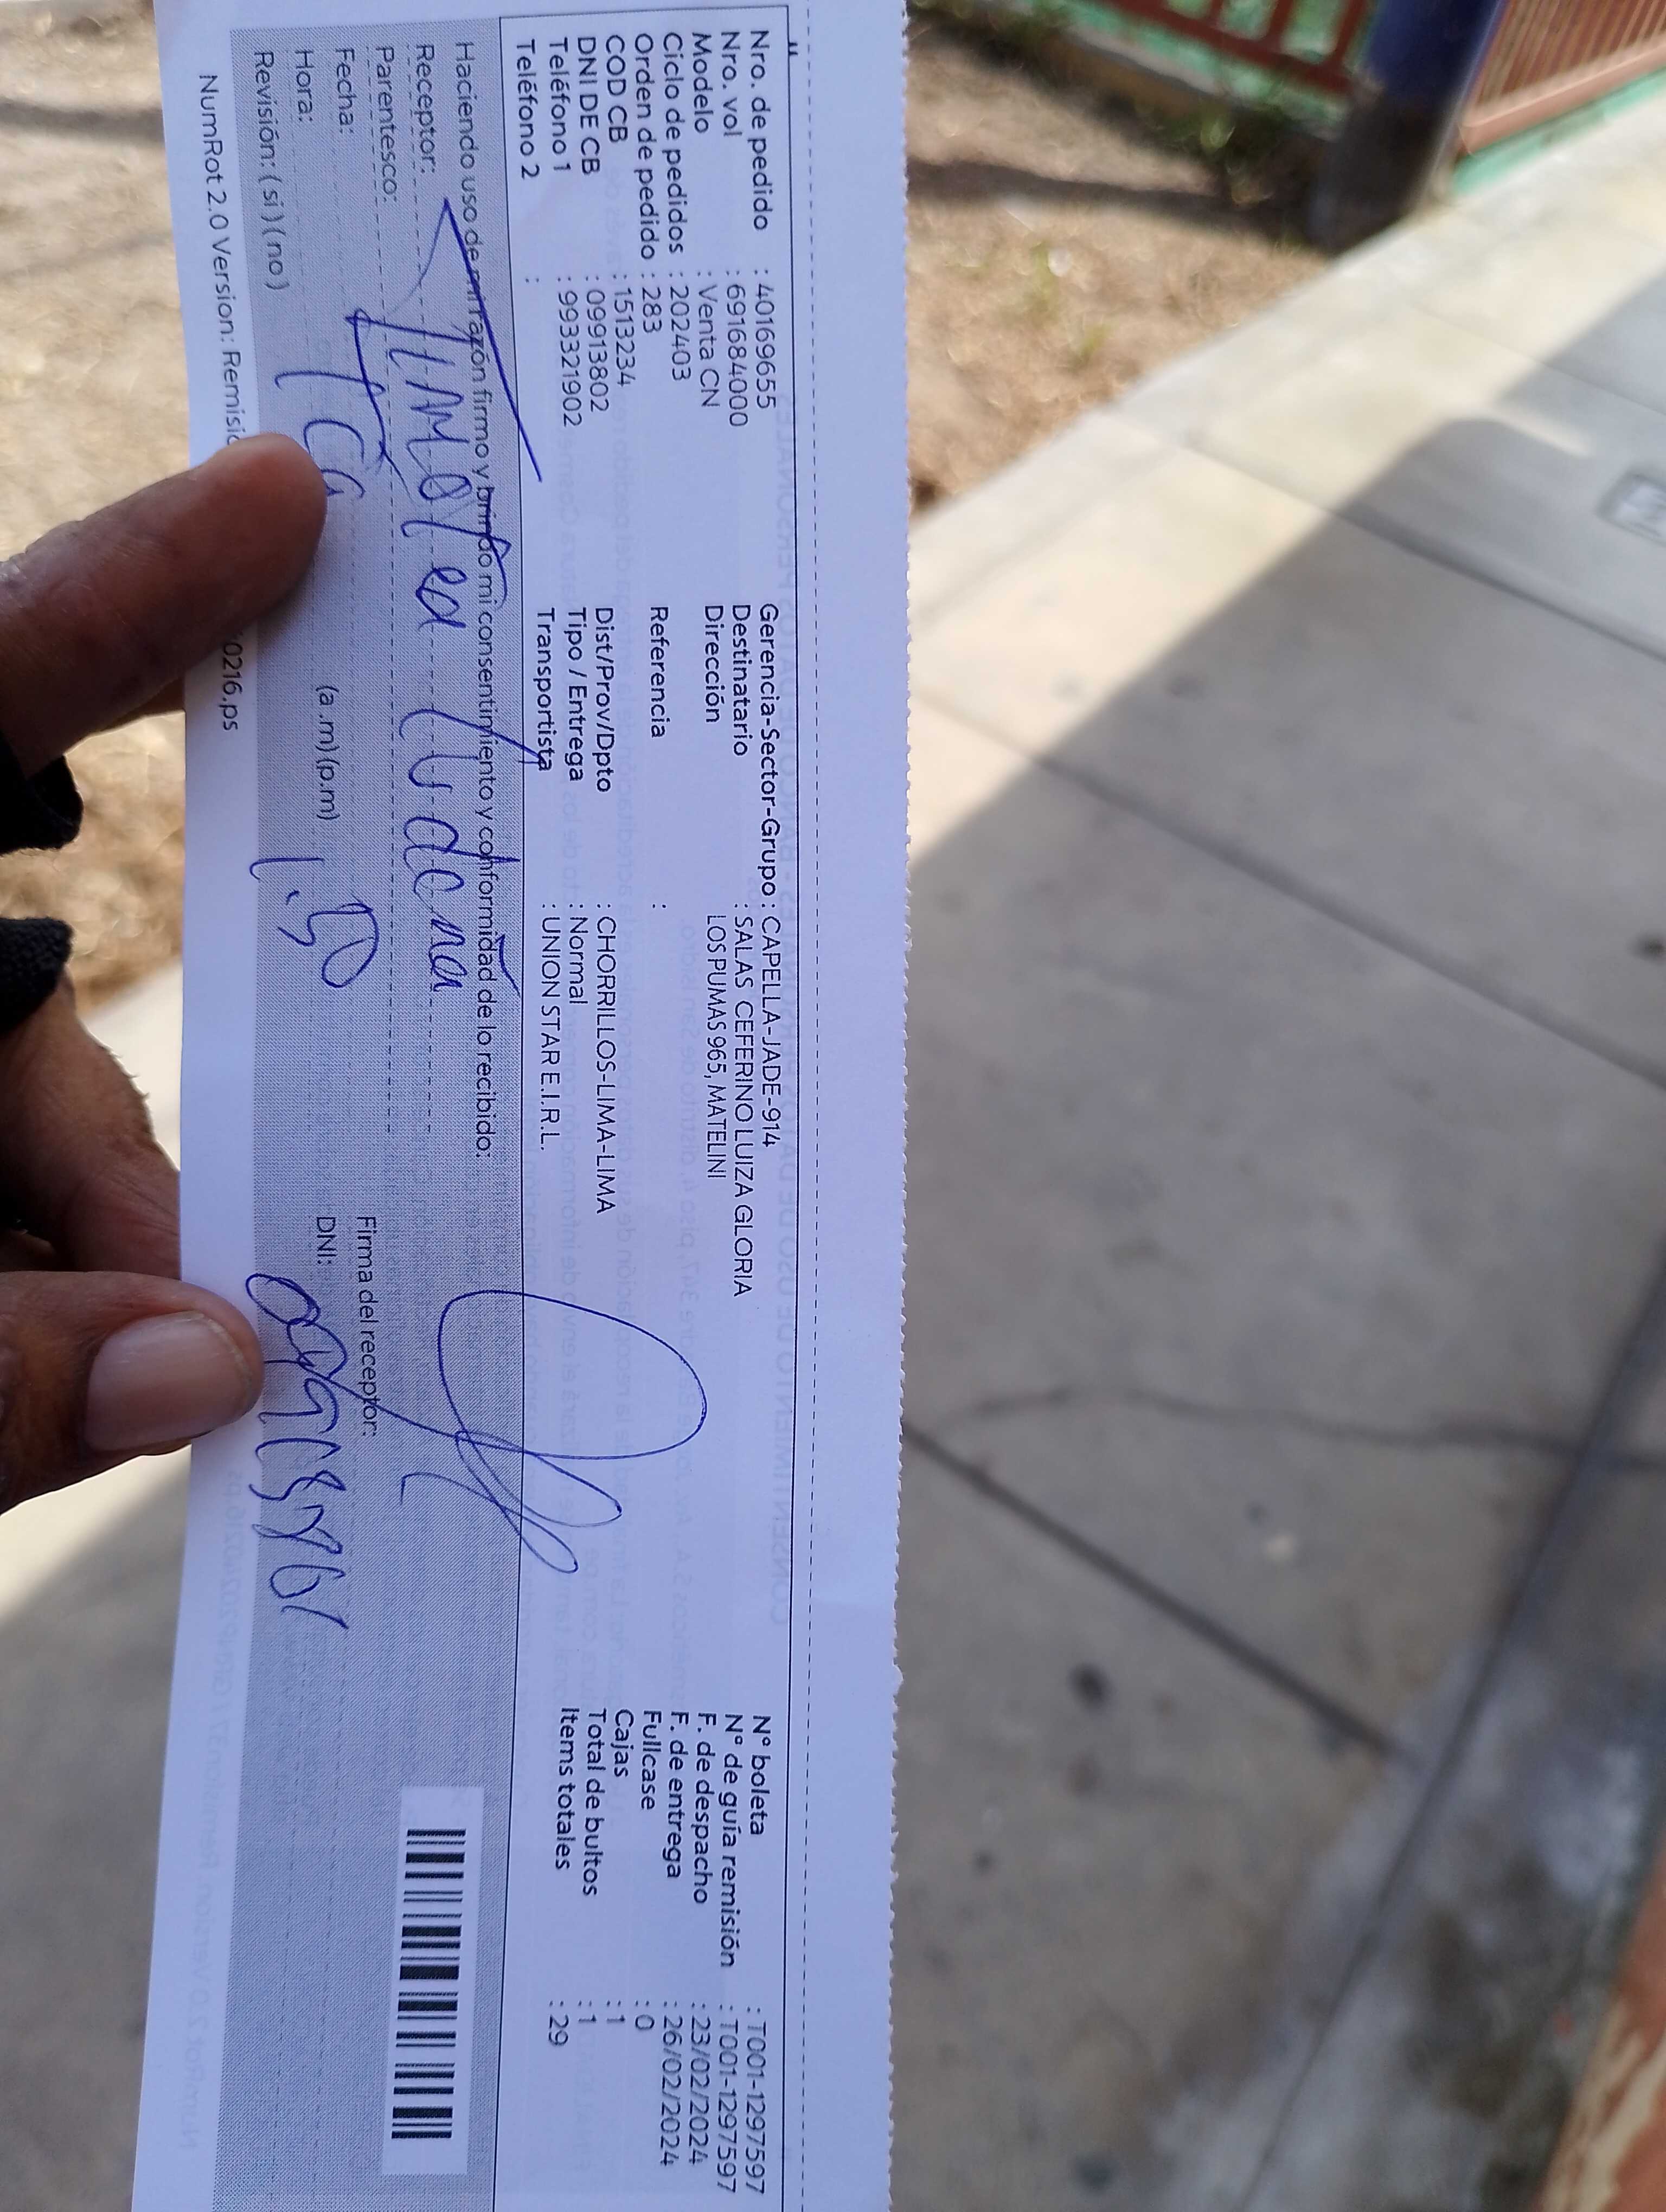 Nro. de pedido : 40169655
Nro. vol : 691684000
Modelo : Venta CN
Ciclo de pedidos : 202403
Orden de pedido : 283
COD CB : 1513234
DNI DE CB : 09913802
Teléfono 1 : 993321902
Teléfono 2 :
Gerencia-Sector-Grupo : CAPELLA-JADE-914
Destinatario : SALAS CEFERINO LUIZA GLORIA
Dirección LOS PUMAS 965, MATELINI
Referencia :
Dist/Prov/Dpto : CHORRILLOS-LIMA-LIMA
Tipo / Entrega : Normal
Transportista : UNION STAR E.I.R.L.
N° boleta : T001-1297597
N° de guía remisión : T001-1297597
F. de despacho : 23/02/2024
F. de entrega : 26/02/2024
Fullcase : 0
Cajas : 1
Total de bultos : 1
Items totales : 29
Haciendo uso de mi razón firmo y brindo mi consentimiento y conformidad de lo recibido:
Receptor:
Parentesco:
Fecha:
Hora: (a .m) (p.m)
Revisión: ( si ) ( no )
Firma del receptor:
DNI:
NumRot 2.0 Version: Remisio 0216.ps